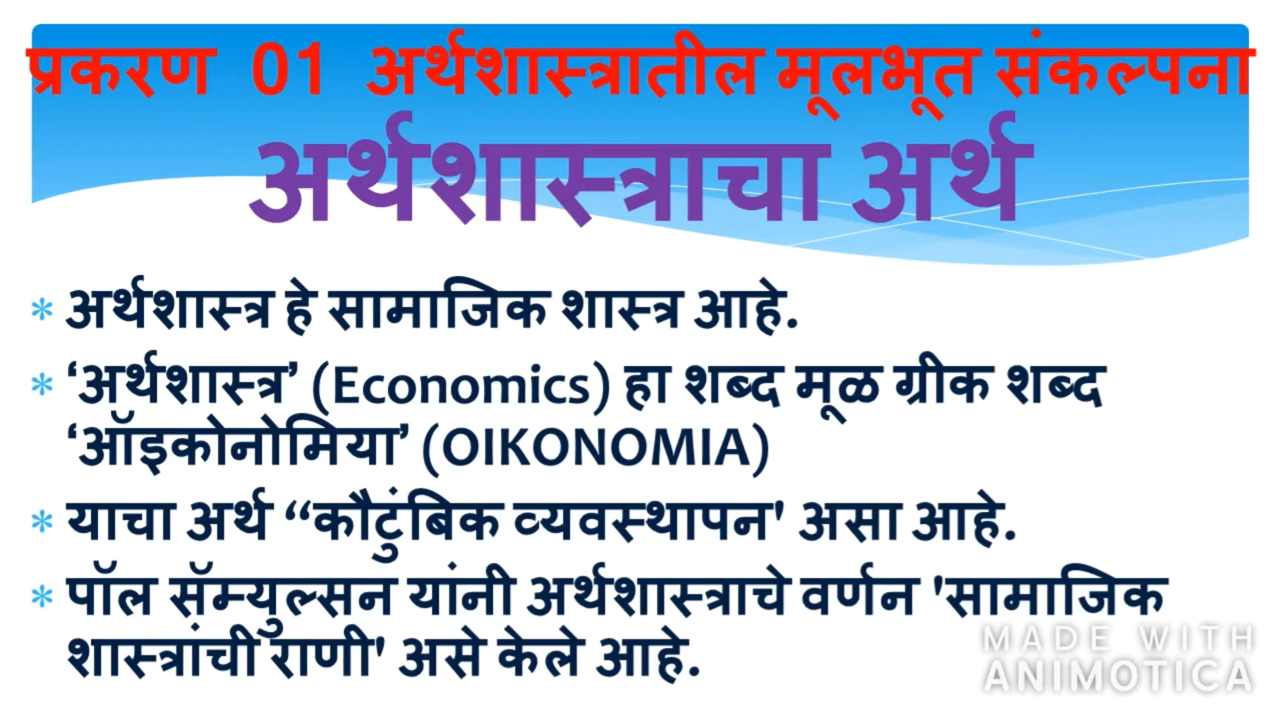 प्रकरण 01 अर्थशास्त्रातील मूलभूत संकल्पना
अर्थशास्त्राचा अर्थ
* अर्थशास्त्र हे सामाजिक शास्त्र आहे.
* ‘अर्थशास्त्र’ (Economics) हा शब्द मूळ ग्रीक शब्द
‘ऑइकोनोमिया’ (OIKONOMIA)
* याचा अर्थ “कौटुंबिक व्यवस्थापन' असा आहे.
* पॉल सॅम्युल्सन यांनी अर्थशास्त्राचे वर्णन 'सामाजिक
शास्त्रांची राणी' असे केले आहे.
MADE WITH
ANIMOTICA